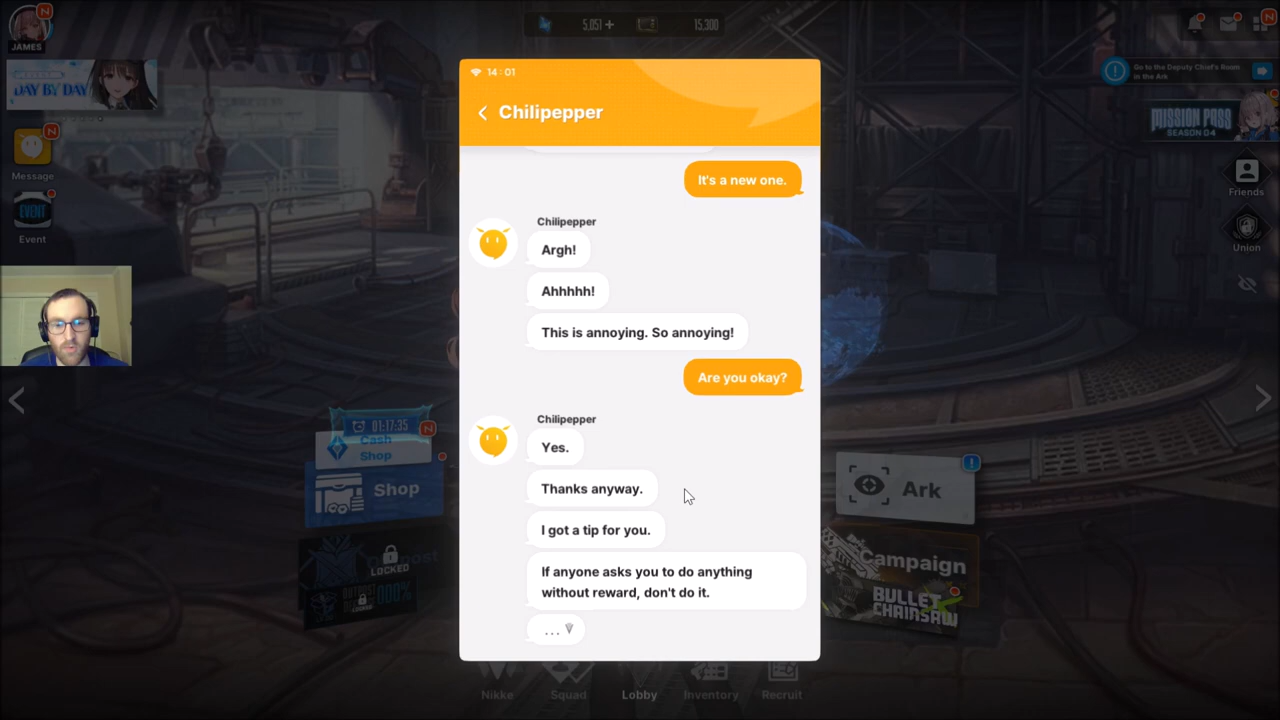 N
JAMES
5,051 +
15,300
N
DAY BY DAY
Go to the Deputy Chief's Room
in the Ark
MISSION PASS
SEASON 04
N
Message
EVENT
Event
Friends
Union
14:01
Chilipepper
It's a new one.
Chilipepper
Argh!
Ahhhhh!
This is annoying. So annoying!
Are you okay?
Chilipepper
Yes.
Thanks anyway.
I got a tip for you.
If anyone asks you to do anything
without reward, don't do it.
...
01:17:35
N
Cash
Shop
Shop
LOCKED
Ark
Campaign
BULLET
CHAINSAW
Nikke
Squad
Lobby
Inventory
Recruit